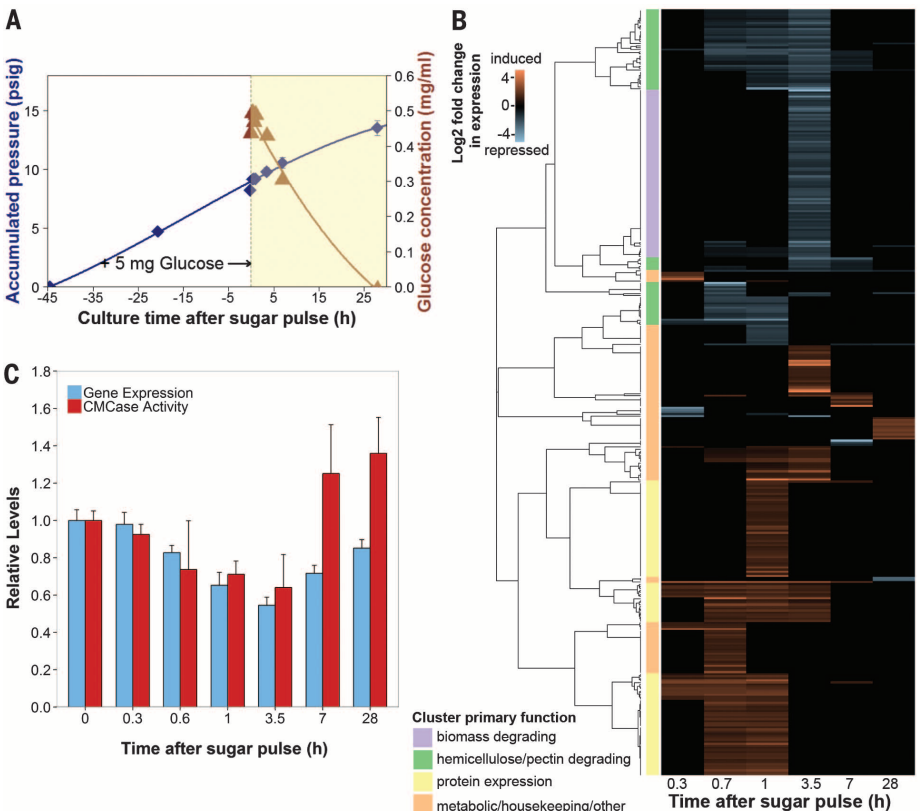 A
Accumulated pressure (psig)
15
10
5
0
0.6
0.5
0.4
0.3
0.2
0.1
0.0
Glucose concentration (mg/ml)
+ 5 mg Glucose
-45
-35
-25
-15
-5
5
15
25
Culture time after sugar pulse (h)
B
Log2 fold change
in expression
induced
4
0
-4
repressed
0.3
0.7
1
3.5
7
28
Time after sugar pulse (h)
C
Relative Levels
1.8
1.6
1.4
1.2
1.0
0.8
0.6
0.4
0.2
0.0
Gene Expression
CMCase Activity
0
0.3
0.6
1
3.5
7
28
Time after sugar pulse (h)
Cluster primary function
biomass degrading
hemicellulose/pectin degrading
protein expression
metabolic/housekeeping/other